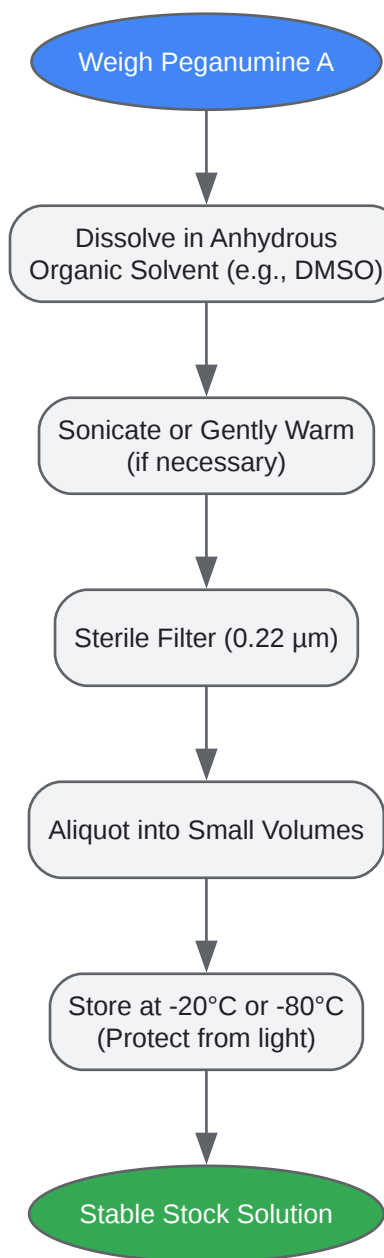 Weigh Peganumine A
Dissolve in Anhydrous
Organic Solvent (e.g., DMSO)
Sonicate or Gently Warm
(if necessary)
Sterile Filter (0.22 µm)
Aliquot into Small Volumes
Store at -20°C or -80°C
(Protect from light)
Stable Stock Solution